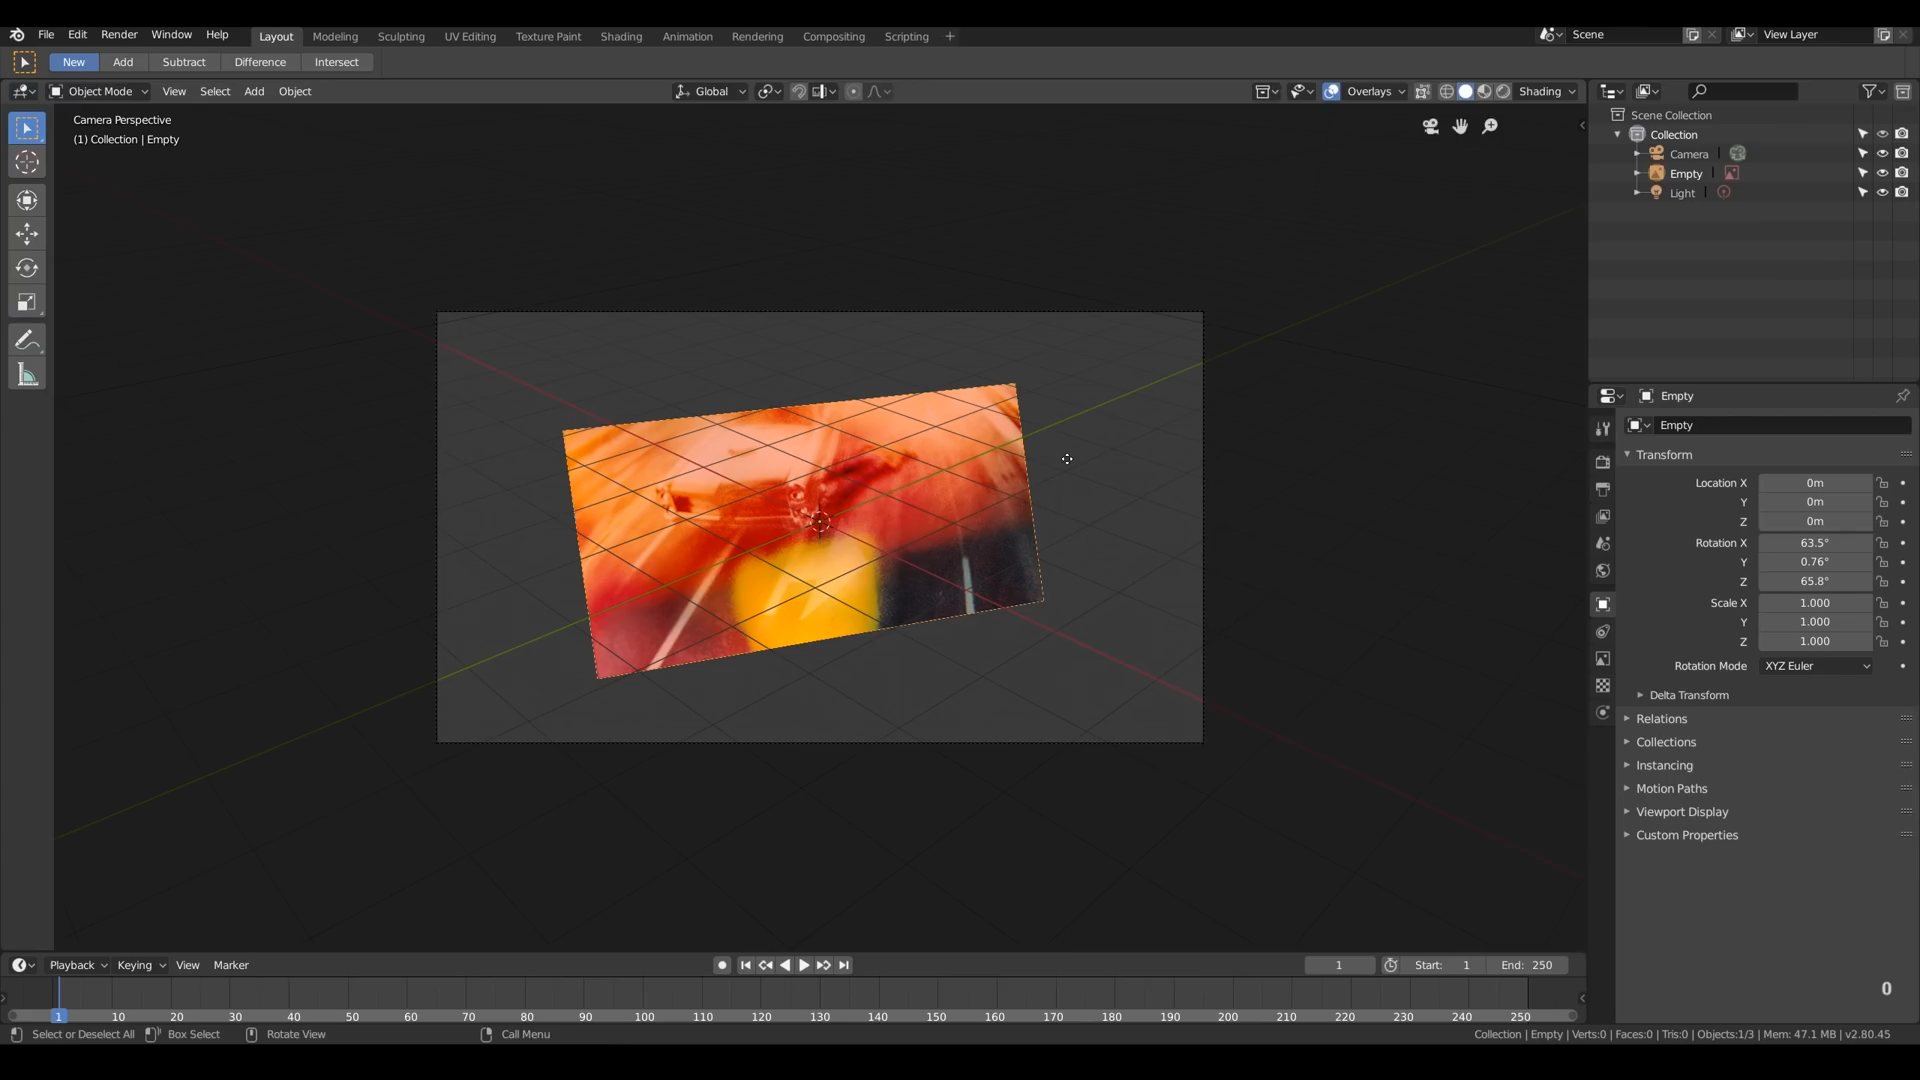 File Edit Render Window Help Layout Modeling Sculpting UV Editing Texture Paint Shading Animation Rendering Compositing Scripting + Scene View Layer
New Add Subtract Difference Intersect
Object Mode View Select Add Object Global Overlays Shading
Camera Perspective
(1) Collection | Empty
Scene Collection
Collection
Camera
Empty
Light
Empty
Empty
Transform
Location X 0m
Y 0m
Z 0m
Rotation X 63.5°
Y 0.76°
Z 65.8°
Scale X 1.000
Y 1.000
Z 1.000
Rotation Mode XYZ Euler
Delta Transform
Relations
Collections
Instancing
Motion Paths
Viewport Display
Custom Properties
Playback Keying View Marker 1 Start: 1 End: 250
0
1 10 20 30 40 50 60 70 80 90 100 110 120 130 140 150 160 170 180 190 200 210 220 230 240 250
Select or Deselect All Box Select Rotate View Call Menu Collection | Empty | Verts:0 | Faces:0 | Tris:0 | Objects:1/3 | Mem: 47.1 MB | v2.80.45